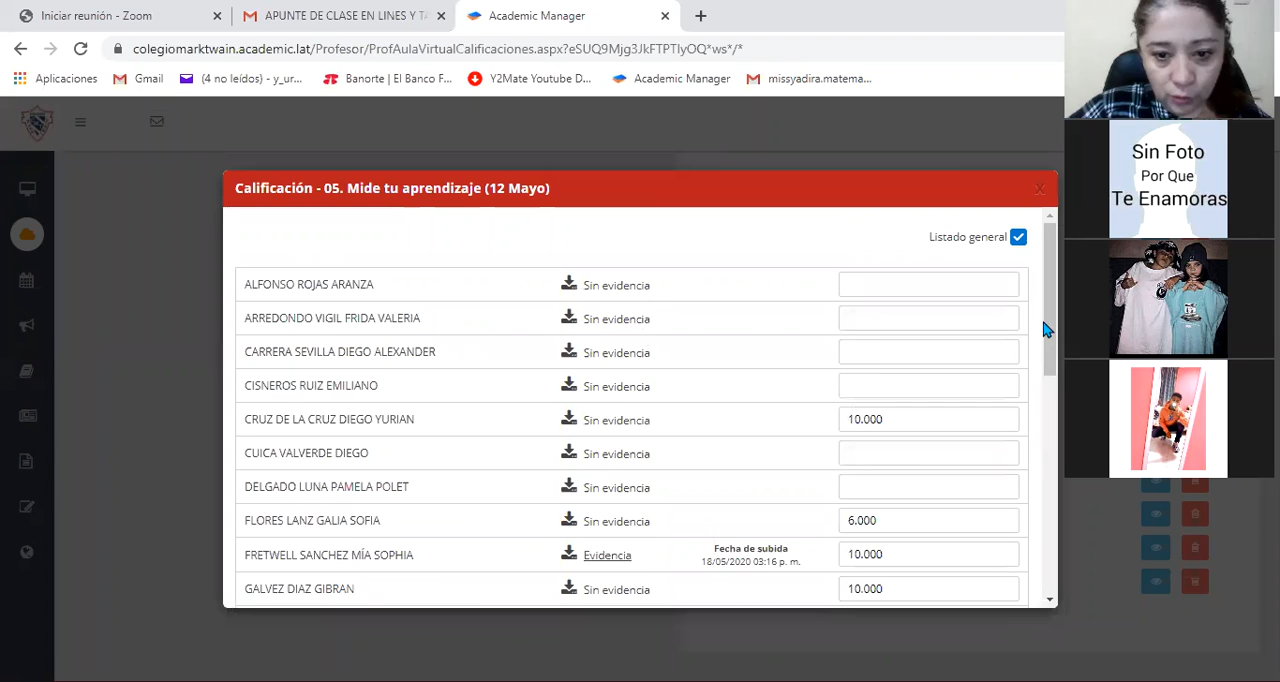 Iniciar reunión - Zoom
APUNTE DE CLASE EN LINES Y TA
Academic Manager
colegiomarktwain.academic.lat/Profesor/ProfAulaVirtualCalificaciones.aspx?eSUQ9Mjg3JkFTPTIyOQ*ws*/*
Aplicaciones
Gmail
(4 no leídos) - y_ur...
Banorte | El Banco F...
Y2Mate Youtube D...
Academic Manager
missyadira.matema...
Calificación - 05. Mide tu aprendizaje (12 Mayo)
x
Listado general
ALFONSO ROJAS ARANZA Sin evidencia
ARREDONDO VIGIL FRIDA VALERIA Sin evidencia
CARRERA SEVILLA DIEGO ALEXANDER Sin evidencia
CISNEROS RUIZ EMILIANO Sin evidencia
CRUZ DE LA CRUZ DIEGO YURIAN Sin evidencia 10.000
CUICA VALVERDE DIEGO Sin evidencia
DELGADO LUNA PAMELA POLET Sin evidencia
FLORES LANZ GALIA SOFIA Sin evidencia 6.000
FRETWELL SANCHEZ MÍA SOPHIA Evidencia Fecha de subida 10.000
18/05/2020 03:16 p. m.
GALVEZ DIAZ GIBRAN Sin evidencia 10.000
Sin Foto
Por Que
Te Enamoras